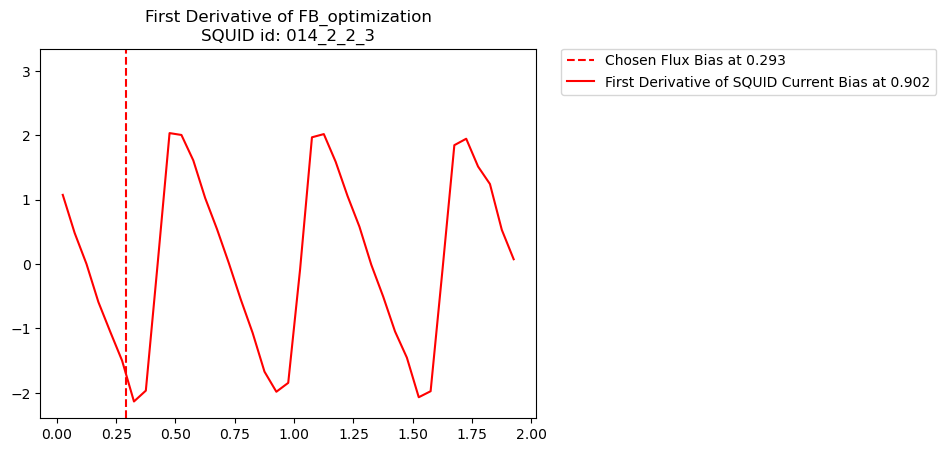 First Derivative of FB_optimization
SQUID id: 014_2_2_3
Chosen Flux Bias at 0.293
First Derivative of SQUID Current Bias at 0.902
3
2
1
0
−1
−2
0.00 0.25 0.50 0.75 1.00 1.25 1.50 1.75 2.00